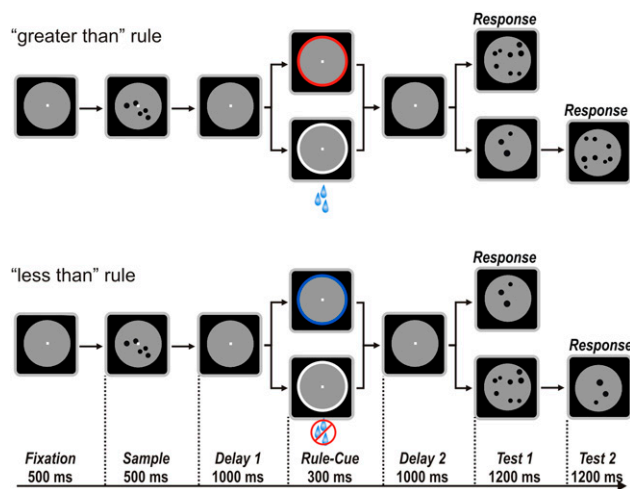 Response
“greater than” rule
Response
“less than” rule
Response
Response
Fixation Sample Delay 1 Rule-Cue Delay 2 Test 1 Test 2
500 ms 500 ms 1000 ms 300 ms 1000 ms 1200 ms 1200 ms